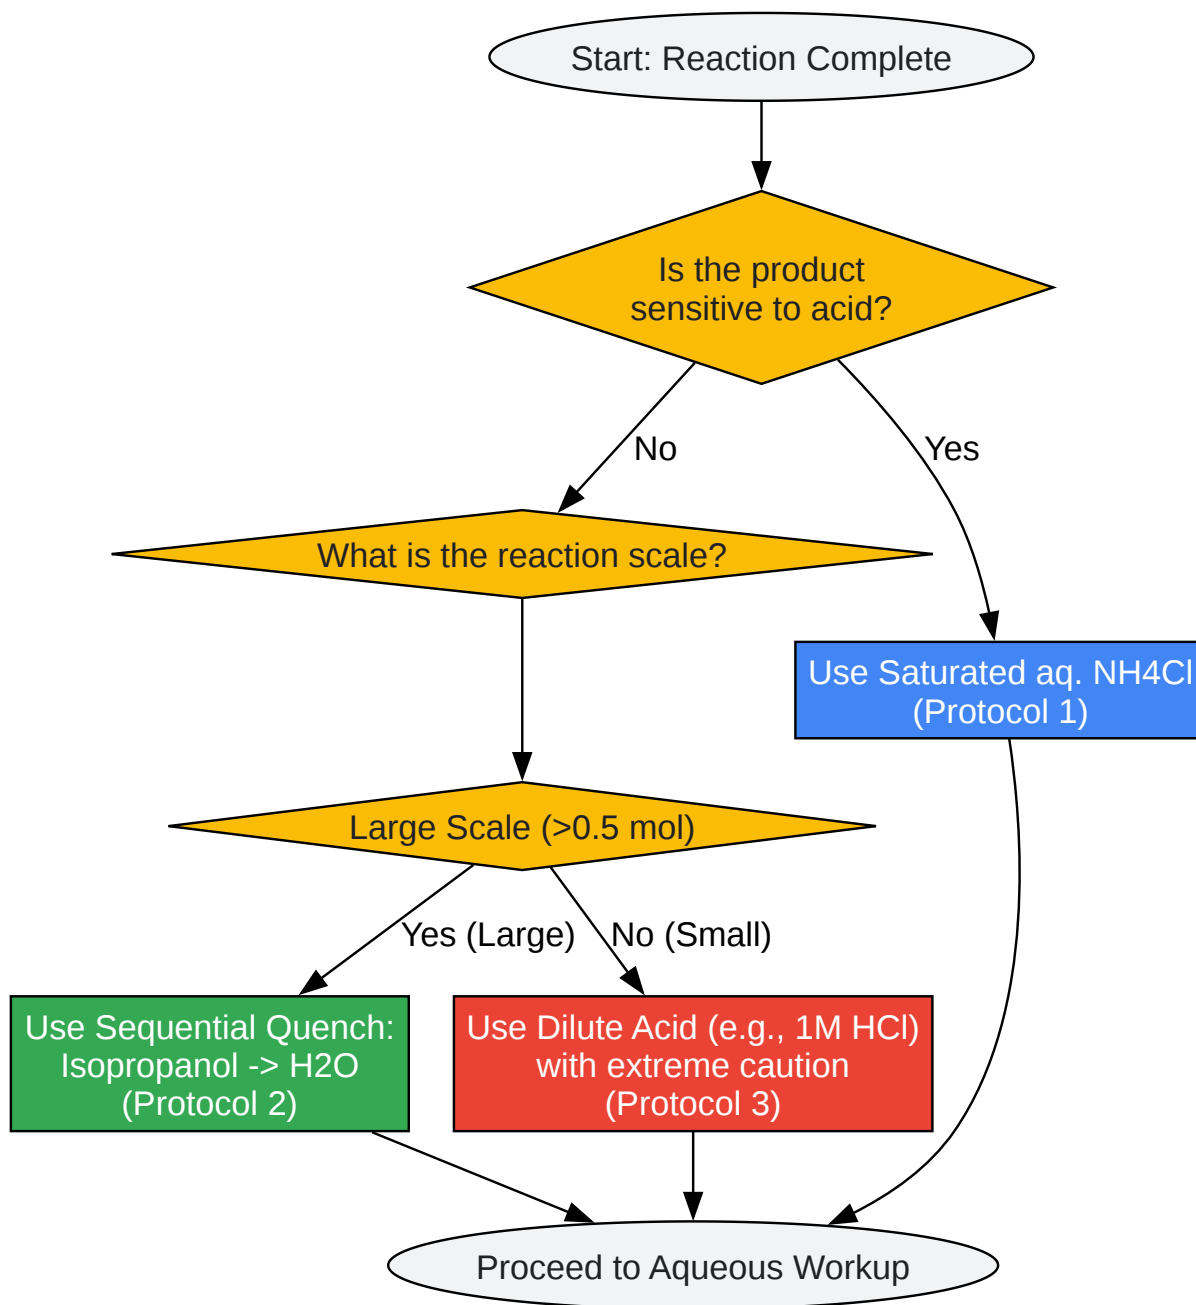 Start: Reaction Complete
Is the product
sensitive to acid?
No
Yes
What is the reaction scale?
Use Saturated aq. NH4Cl
(Protocol 1)
Large Scale (>0.5 mol)
Yes (Large)
No (Small)
Use Sequential Quench:
Isopropanol -> H2O
(Protocol 2)
Use Dilute Acid (e.g., 1M HCl)
with extreme caution
(Protocol 3)
Proceed to Aqueous Workup